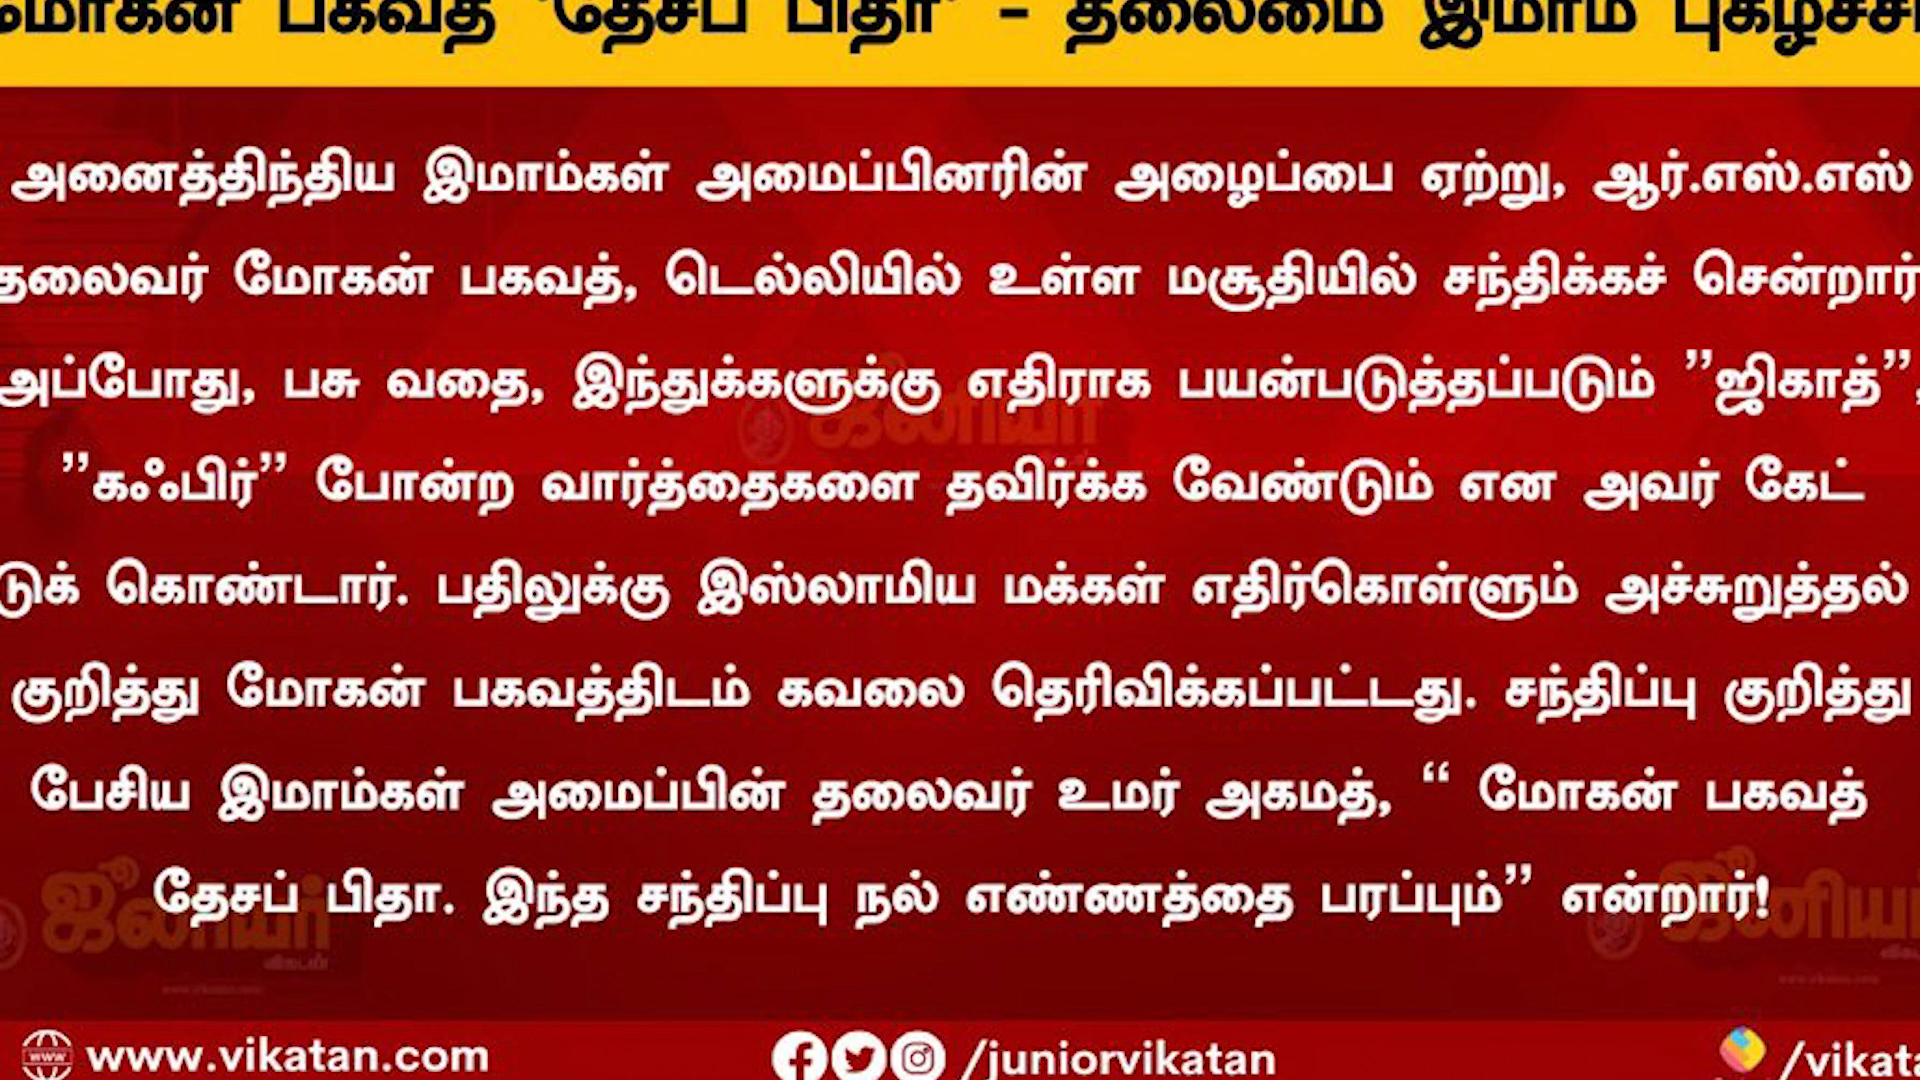 மோகன் பகவத் 'தேசப் பிதா' - தலைமை இமாம் புகழ்ச்சி
அனைத்திந்திய இமாம்கள் அமைப்பினரின் அழைப்பை ஏற்று, ஆர்.எஸ்.எஸ்
தலைவர் மோகன் பகவத், டெல்லியில் உள்ள மசூதியில் சந்திக்கச் சென்றார்
அப்போது, பசு வதை, இந்துக்களுக்கு எதிராக பயன்படுத்தப்படும் ”ஜிகாத்”,
”கஃபிர்” போன்ற வார்த்தைகளை தவிர்க்க வேண்டும் என அவர் கேட்
டுக் கொண்டார். பதிலுக்கு இஸ்லாமிய மக்கள் எதிர்கொள்ளும் அச்சுறுத்தல்
குறித்து மோகன் பகவத்திடம் கவலை தெரிவிக்கப்பட்டது. சந்திப்பு குறித்து
பேசிய இமாம்கள் அமைப்பின் தலைவர் உமர் அகமத், “ மோகன் பகவத்
தேசப் பிதா. இந்த சந்திப்பு நல் எண்ணத்தை பரப்பும்” என்றார்!
ஜூனியர்
விகடன்
www.vikatan.com /juniorvikatan